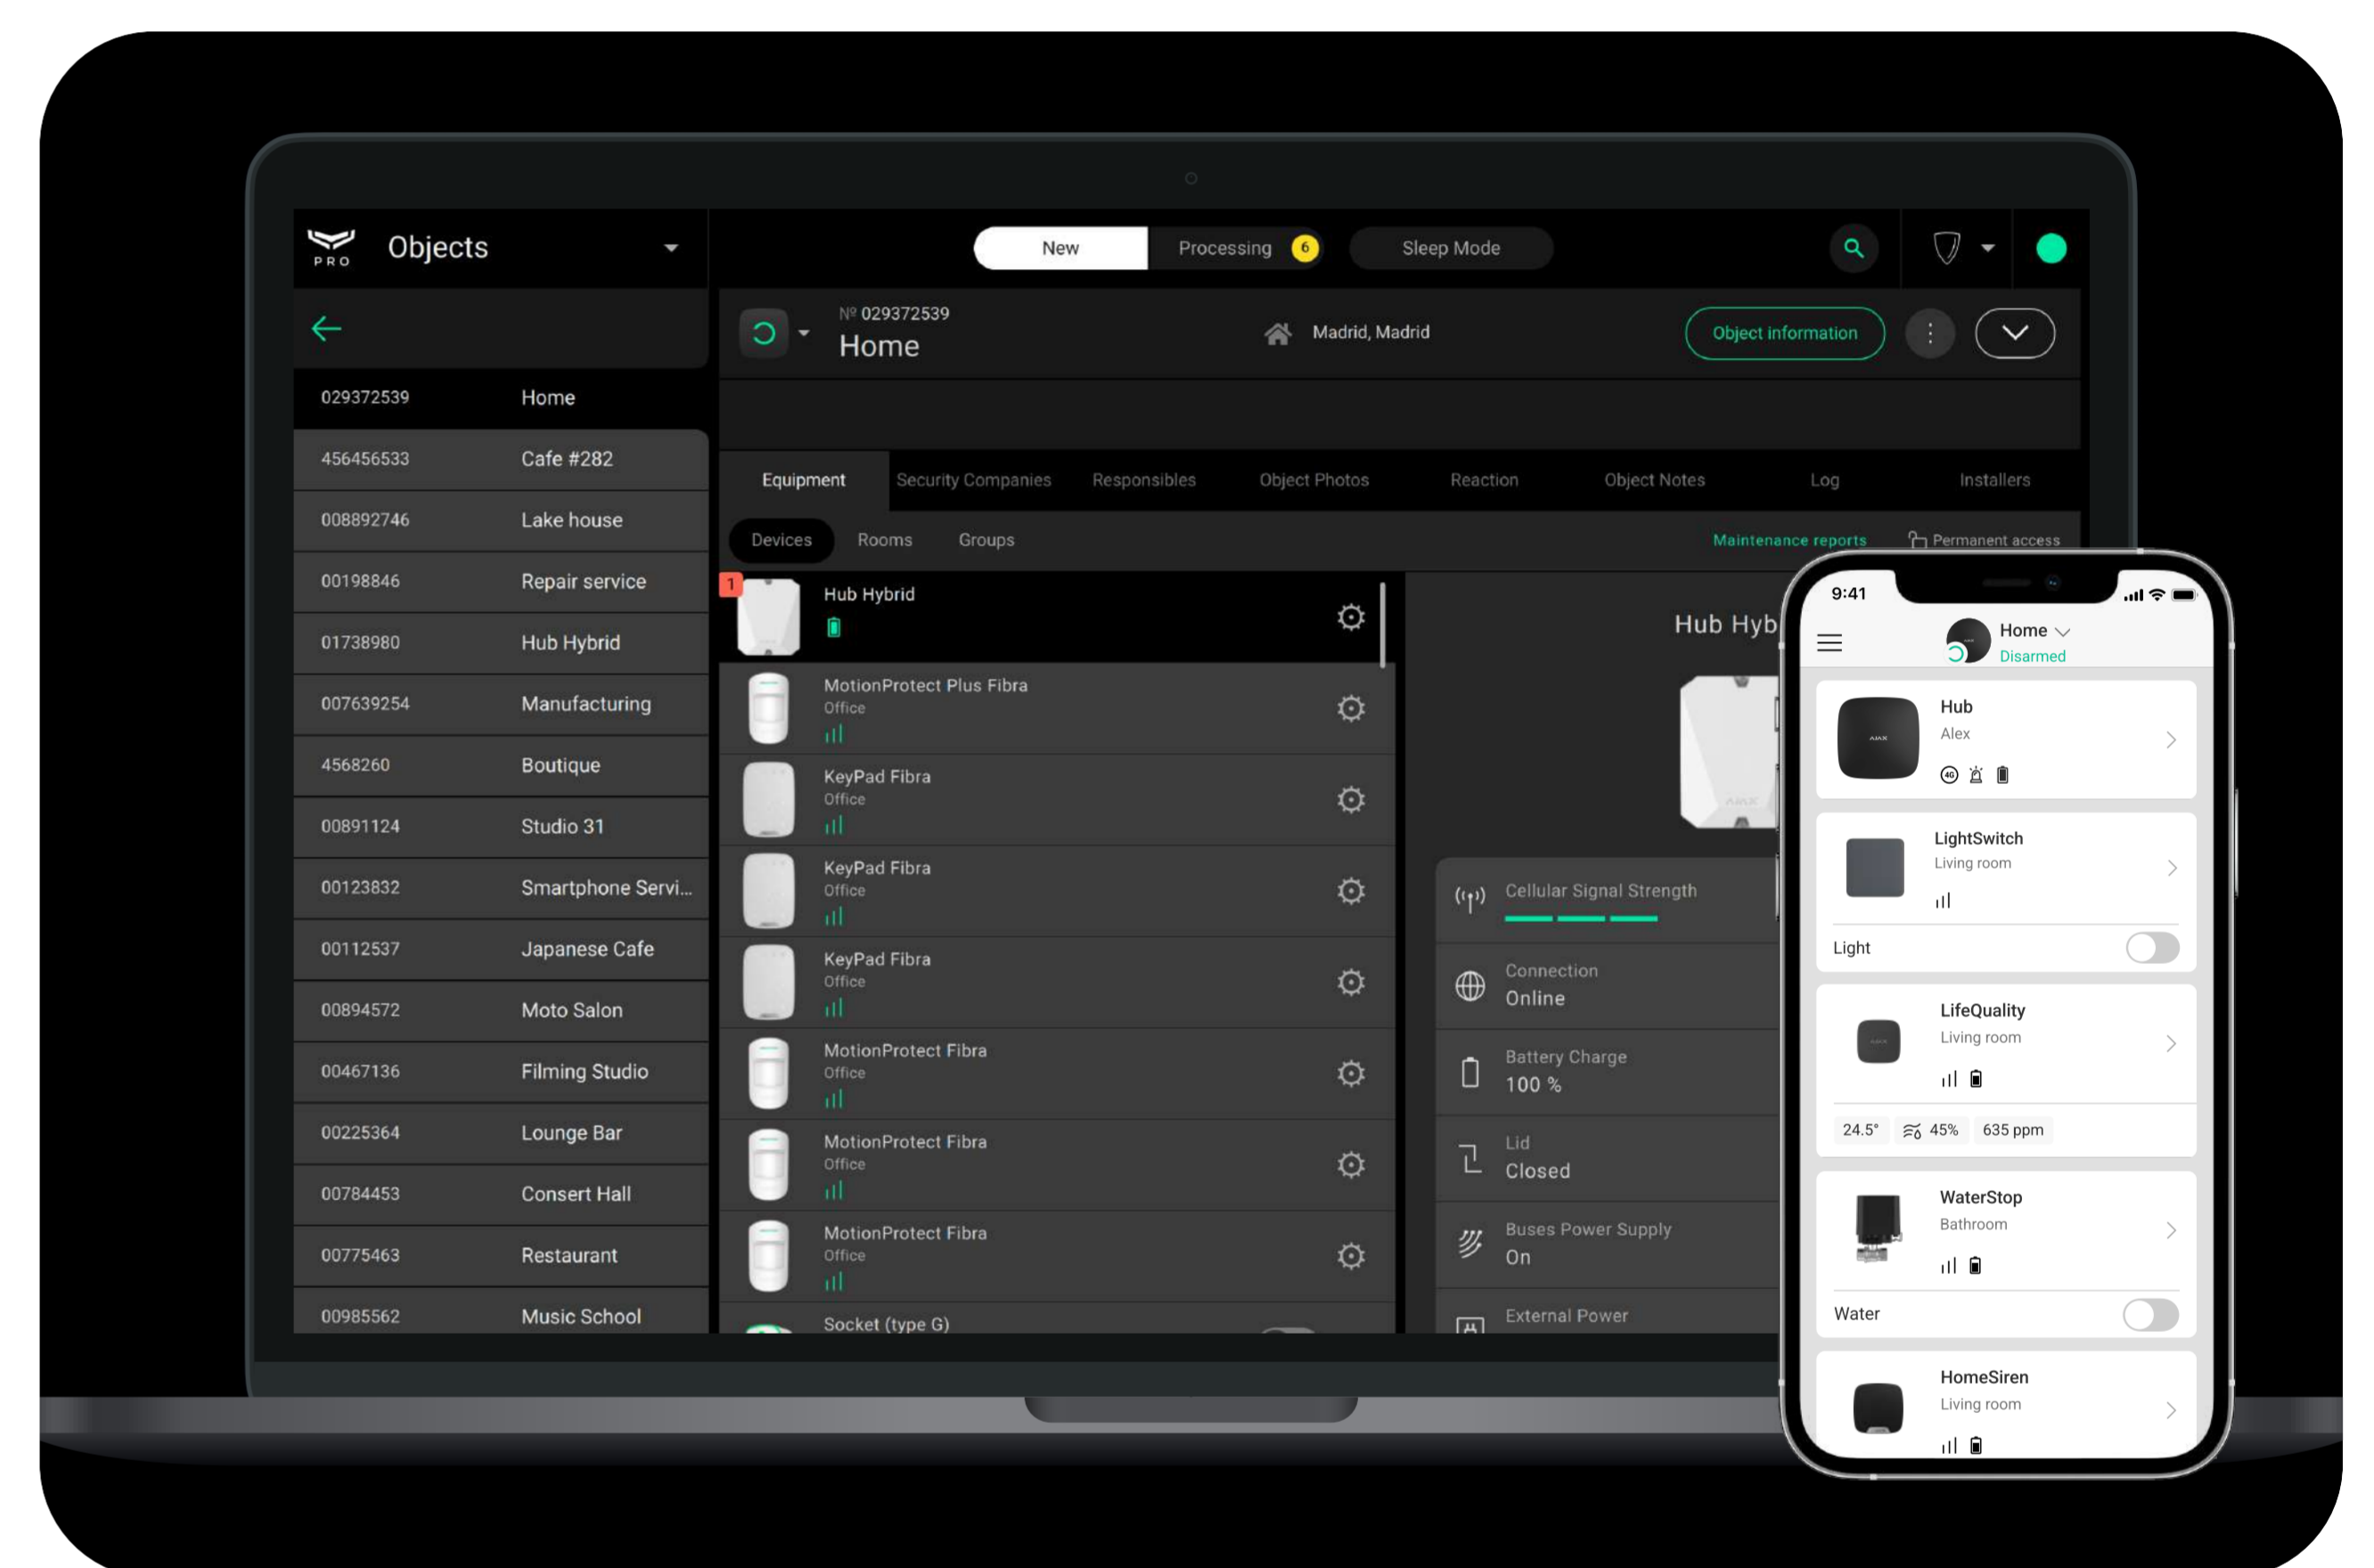 PRO
Objects
New
Processing 6
Sleep Mode
Nº 029372539
Home
Madrid, Madrid
Object information
029372539 Home
456456533 Cafe #282
008892746 Lake house
00198846 Repair service
01738980 Hub Hybrid
007639254 Manufacturing
4568260 Boutique
00891124 Studio 31
00123832 Smartphone Servi...
00112537 Japanese Cafe
00894572 Moto Salon
00467136 Filming Studio
00225364 Lounge Bar
00784453 Consert Hall
00775463 Restaurant
00985562 Music School
Equipment Security Companies Responsibles Object Photos Reaction Object Notes Log Installers
Devices Rooms Groups
Maintenance reports
Permanent access
1
Hub Hybrid
MotionProtect Plus Fibra
Office
KeyPad Fibra
Office
KeyPad Fibra
Office
KeyPad Fibra
Office
MotionProtect Fibra
Office
MotionProtect Fibra
Office
MotionProtect Fibra
Office
Socket (type G)
Hub Hyb
AJAX
Cellular Signal Strength
Connection
Online
Battery Charge
100 %
Lid
Closed
Buses Power Supply
On
External Power
9:41
Home
Disarmed
AJAX
Hub
Alex
4G
LightSwitch
Living room
Light
AJAX
LifeQuality
Living room
24.5° 45% 635 ppm
WaterStop
Bathroom
Water
HomeSiren
Living room